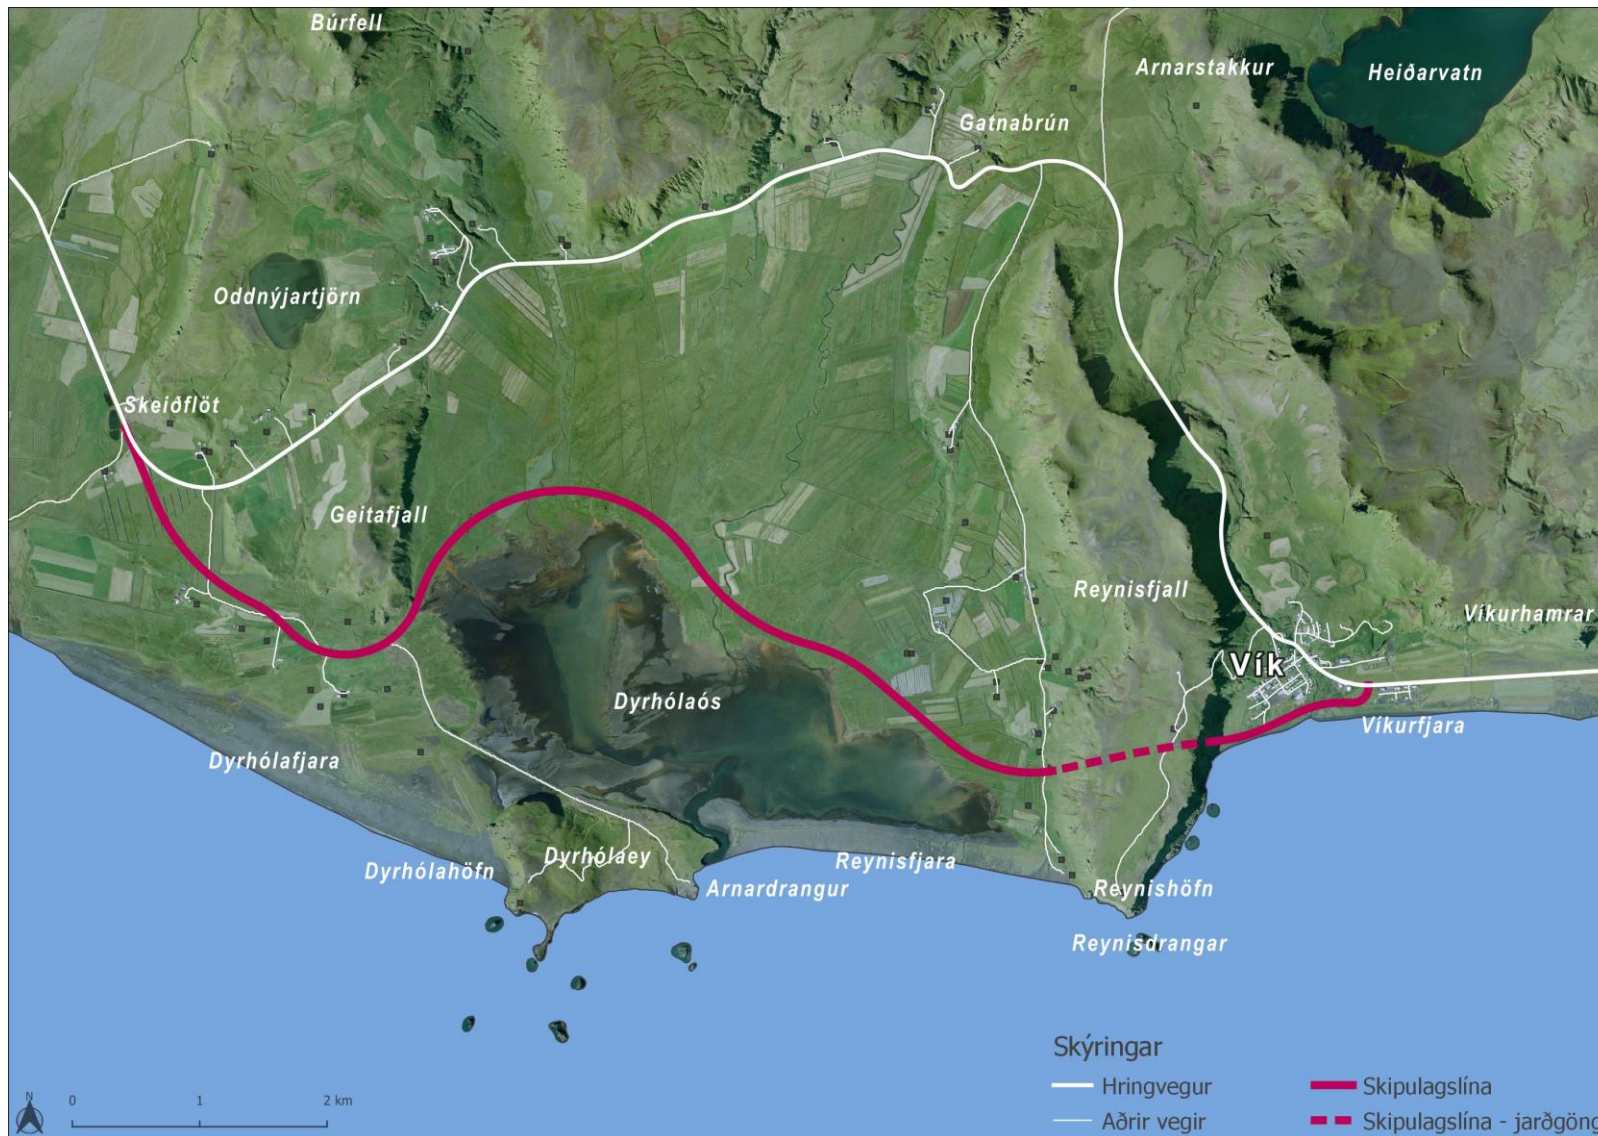 Búrfell
Arnarstakkur
Heiðarvatn
Gatnabrún
Oddnýjartjörn
Skeiðflöt
Geitafjall
Reynisfjall
Víkurhamrar
Vík
Dyrhólaós
Víkurfjara
Dyrhólafjara
Dyrhólahöfn
Dyrhólaey
Reynisfjara
Arnardrangur
Reynishöfn
Reynisdrangar
Skýringar
Hringvegur
Skipulagslína
Aðrir vegir
Skipulagslína - jarðgöng
N
0 1 2 km